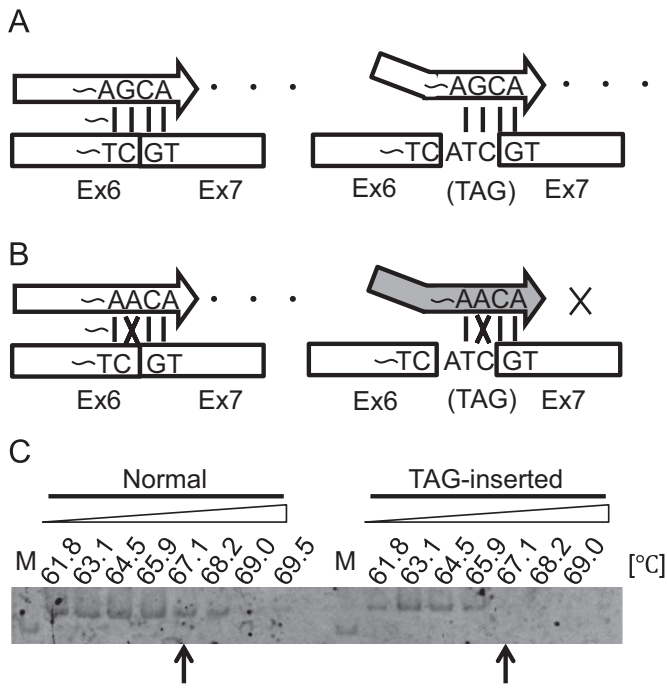 A
~AGCA · · ·
~AGCA · · ·
~
~TC GT
~TC ATC GT
Ex6 Ex7
Ex6 (TAG) Ex7
B
~AACA · · ·
~AACA X
~ X
X
~TC GT
~TC ATC GT
Ex6 Ex7
Ex6 (TAG) Ex7
C
Normal TAG-inserted
M 61.8 63.1 64.5 65.9 67.1 68.2 69.0 69.5 M 61.8 63.1 64.5 65.9 67.1 68.2 69.0 [°C]